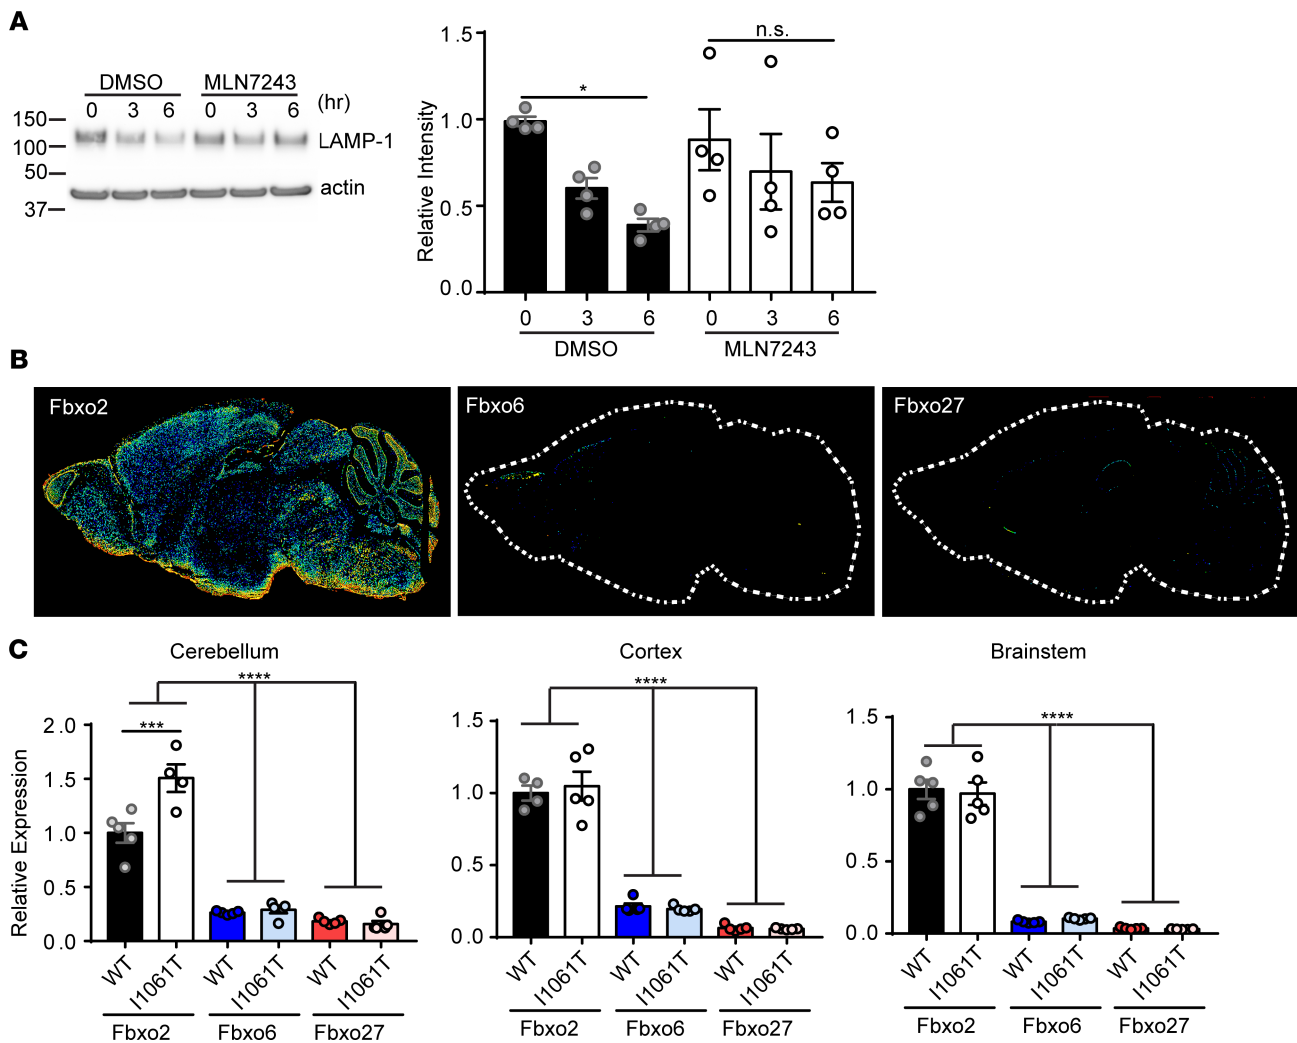 A
DMSO MLN7243
0 3 6 0 3 6 (hr)
150
100
50
37
LAMP-1
actin
Relative Intensity
1.5
1.0
0.5
0.0
*
n.s.
0 3 6 0 3 6
DMSO MLN7243
B
Fbxo2
Fbxo6
Fbxo27
C
Cerebellum
Relative Expression
2.0
1.5
1.0
0.5
0.0
***
****
WT I1061T WT I1061T WT I1061T
Fbxo2 Fbxo6 Fbxo27
Cortex
1.5
1.0
0.5
0.0
****
WT I1061T WT I1061T WT I1061T
Fbxo2 Fbxo6 Fbxo27
Brainstem
1.5
1.0
0.5
0.0
****
WT I1061T WT I1061T WT I1061T
Fbxo2 Fbxo6 Fbxo27